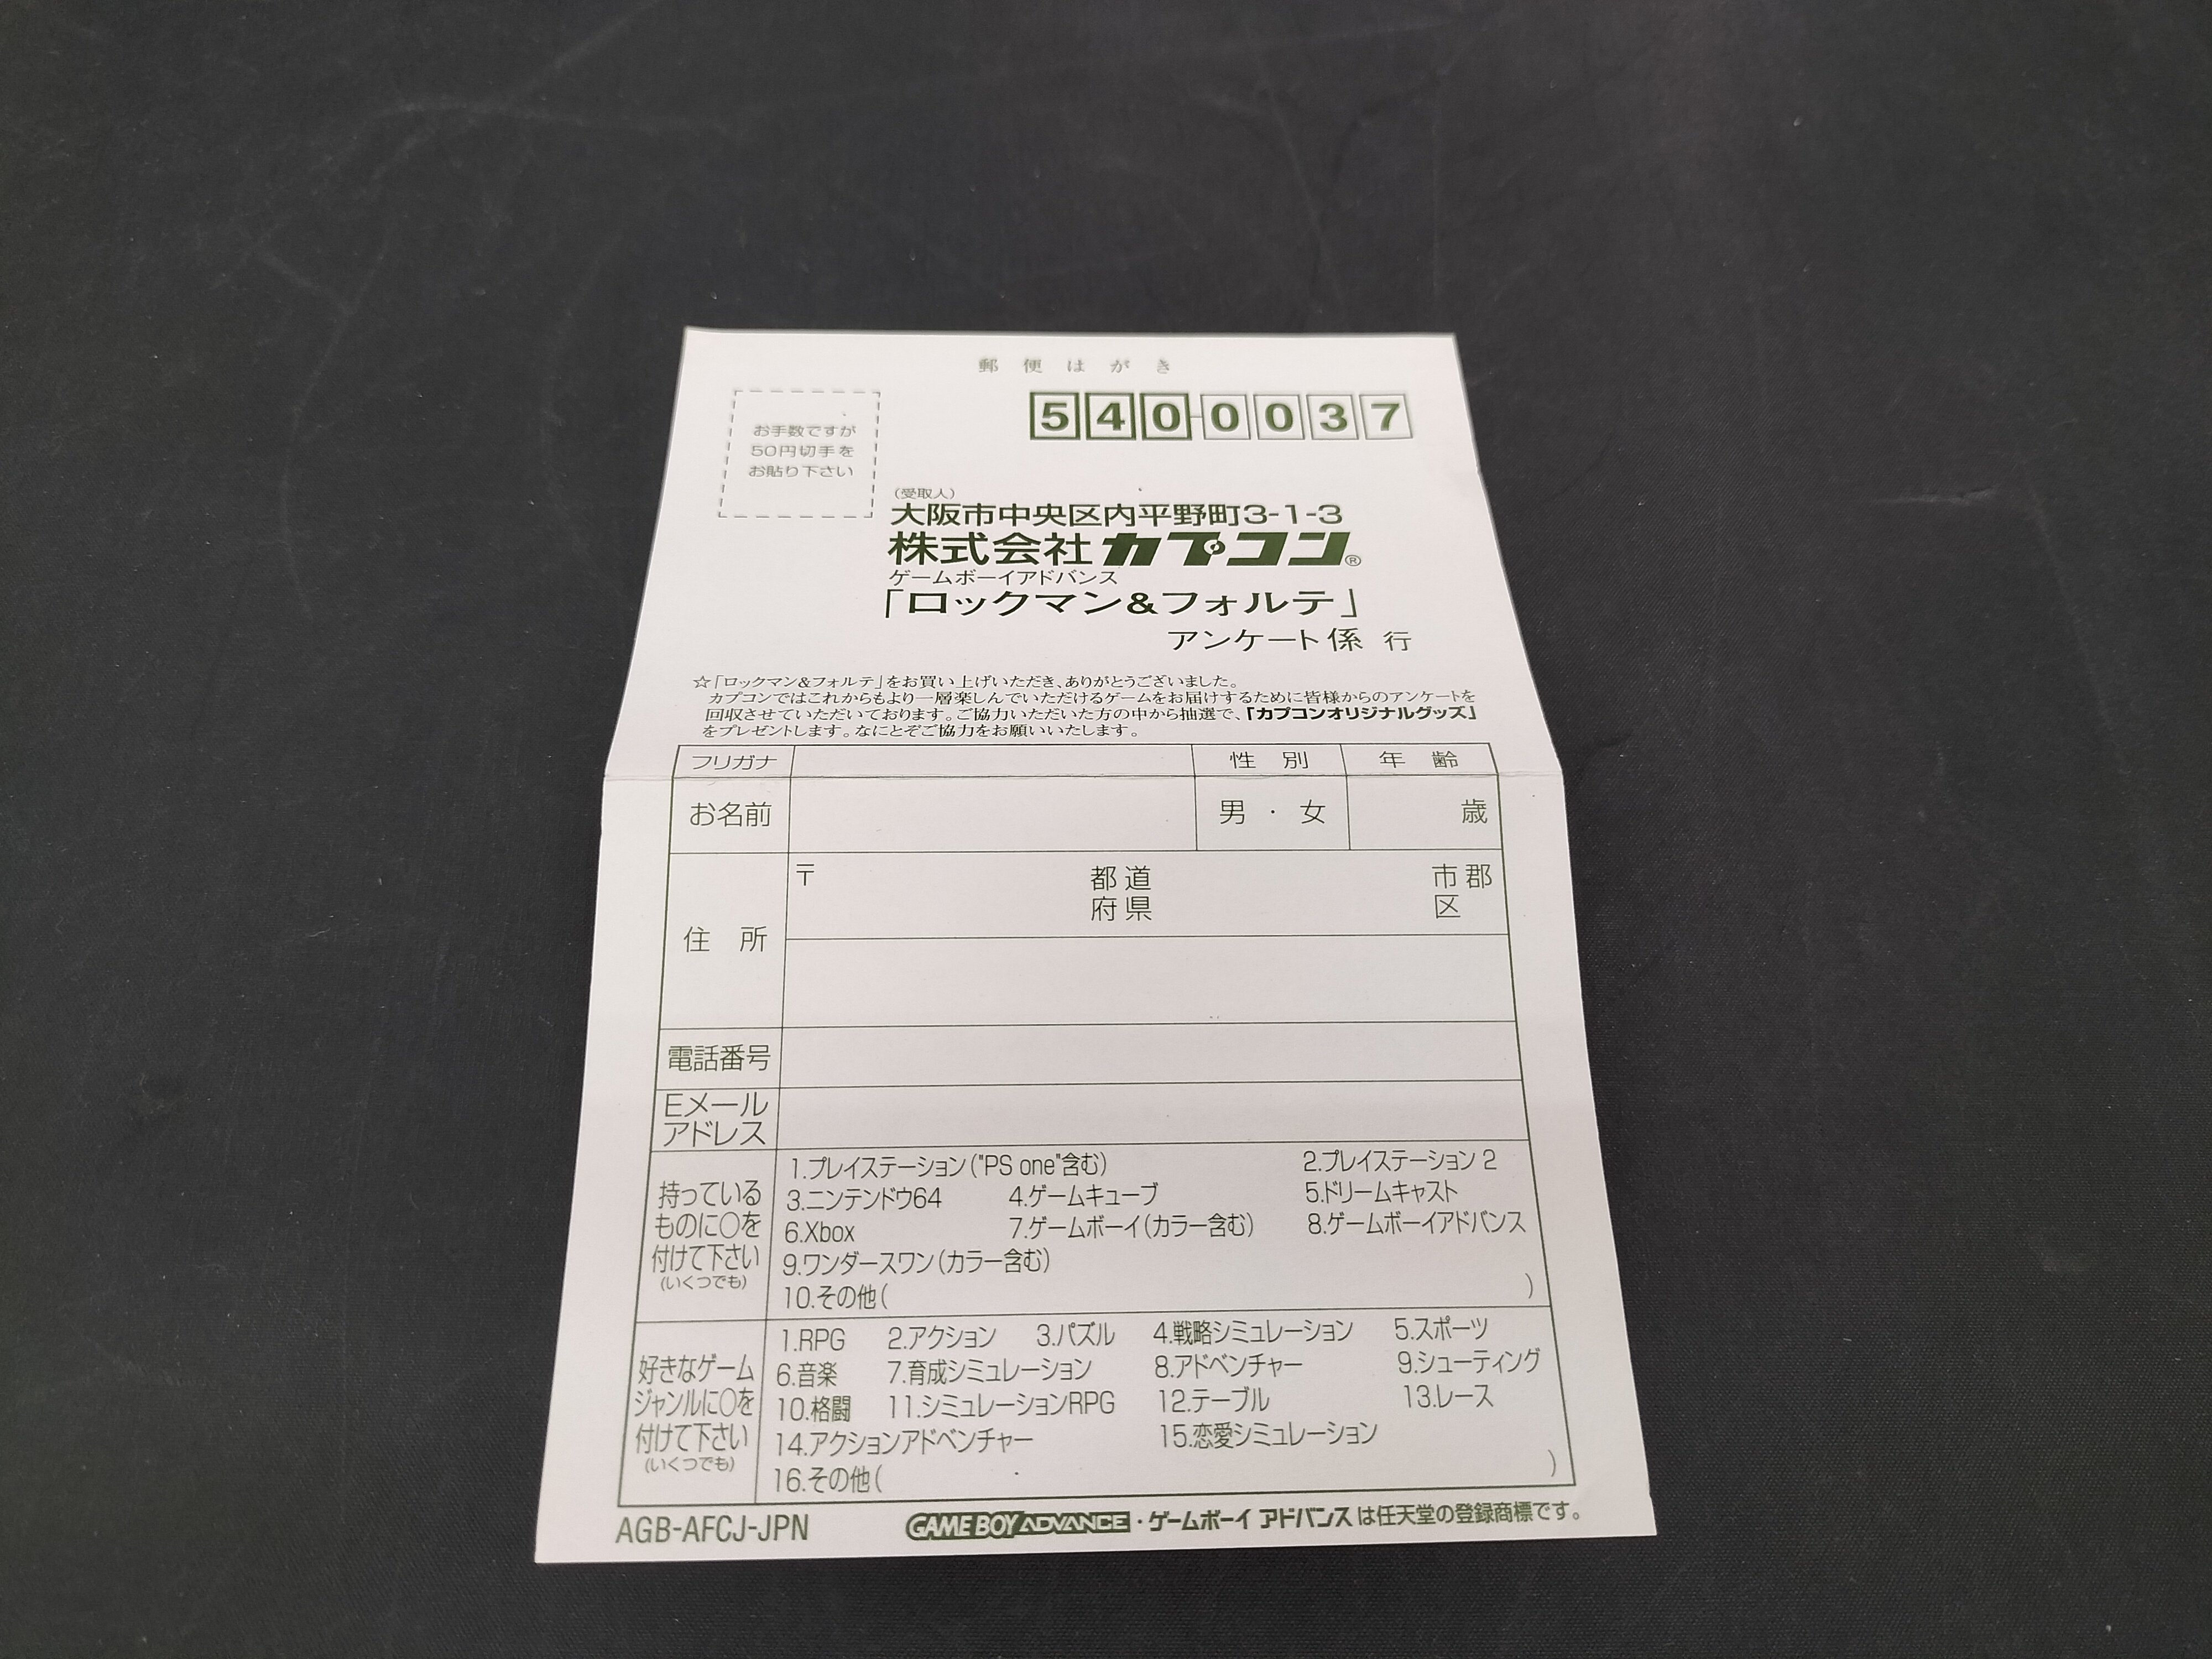 郵便はがき
540-0037
お手数ですが
50円切手を
お貼り下さい
(受取人)
大阪市中央区内平野町3-1-3
株式会社カプコン®
ゲームボーイアドバンス
「ロックマン&フォルテ」
アンケート係 行
☆「ロックマン&フォルテ」をお買い上げいただき、ありがとうございました。
カプコンではこれからもより一層楽しんでいただけるゲームをお届けするために皆様からのアンケートを
回収させていただいております。ご協力いただいた方の中から抽選で、「カプコンオリジナルグッズ」
をプレゼントします。なにとぞご協力をお願いいたします。
フリガナ 性別 年齢
お名前 男・女 歳
〒 都道 市郡
府県 区
住所
電話番号
Eメール
アドレス
持っている
ものに○を
付けて下さい
(いくつでも)
1.プレイステーション("PS one"含む) 2.プレイステーション2
3.ニンテンドウ64 4.ゲームキューブ 5.ドリームキャスト
6.Xbox 7.ゲームボーイ(カラー含む) 8.ゲームボーイアドバンス
9.ワンダースワン(カラー含む)
10.その他( )
好きなゲーム
ジャンルに○を
付けて下さい
(いくつでも)
1.RPG 2.アクション 3.パズル 4.戦略シミュレーション 5.スポーツ
6.音楽 7.育成シミュレーション 8.アドベンチャー 9.シューティング
10.格闘 11.シミュレーションRPG 12.テーブル 13.レース
14.アクションアドベンチャー 15.恋愛シミュレーション
16.その他( )
AGB-AFCJ-JPN GAME BOY ADVANCE・ゲームボーイ アドバンスは任天堂の登録商標です。